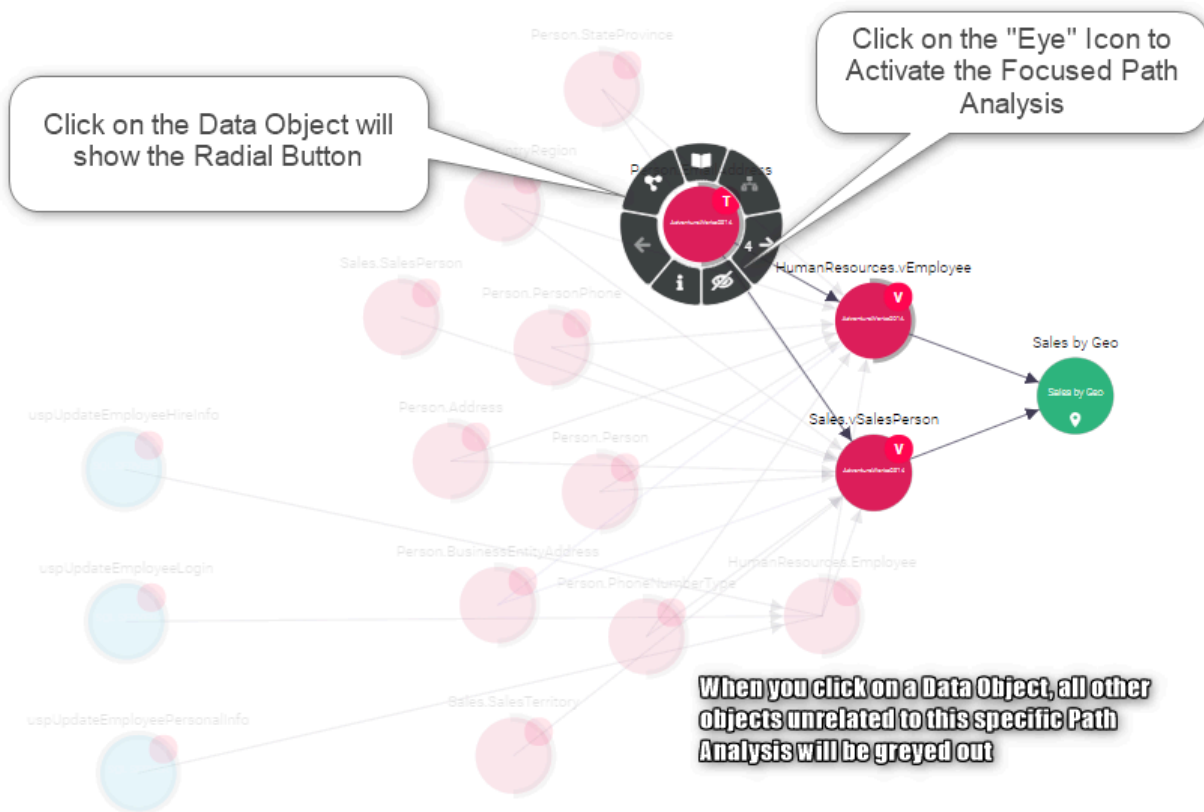 Person.StateProvince
Click on the "Eye" Icon to
Activate the Focused Path
Analysis
Click on the Data Object will
show the Radial Button
T
AdventureWorks2014
4
Sales.SalesPerson
HumanResources.vEmployee
Person.PersonPhone
V
AdventureWorks2014
Sales by Geo
Sales by Geo
uspUpdateEmployeeHireInfo
Person.Address
Sales.vSalesPerson
Person.Person
V
AdventureWorks2014
Person.BusinessEntityAddress
uspUpdateEmployeeLogin
HumanResources.Employee
Person.PhoneNumberType
When you click on a Data Object, all other
objects unrelated to this specific Path
Analysis will be greyed out
Sales.SalesTerritory
uspUpdateEmployeePersonalInfo